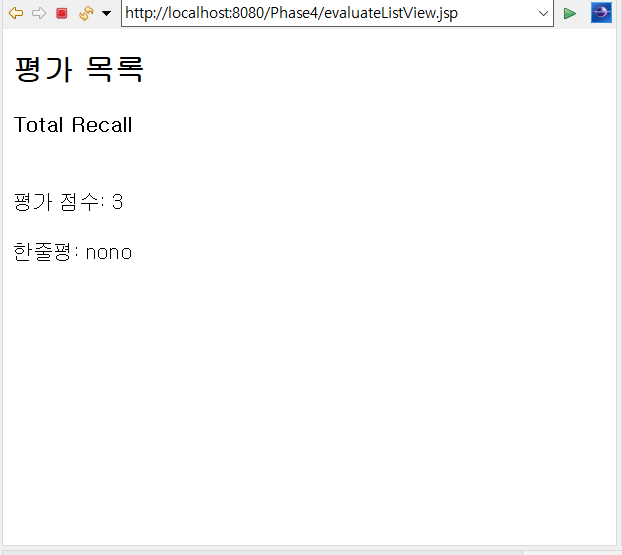 http://localhost:8080/Phase4/evaluateListView.jsp
평가 목록
Total Recall
평가 점수: 3
한줄평: nono